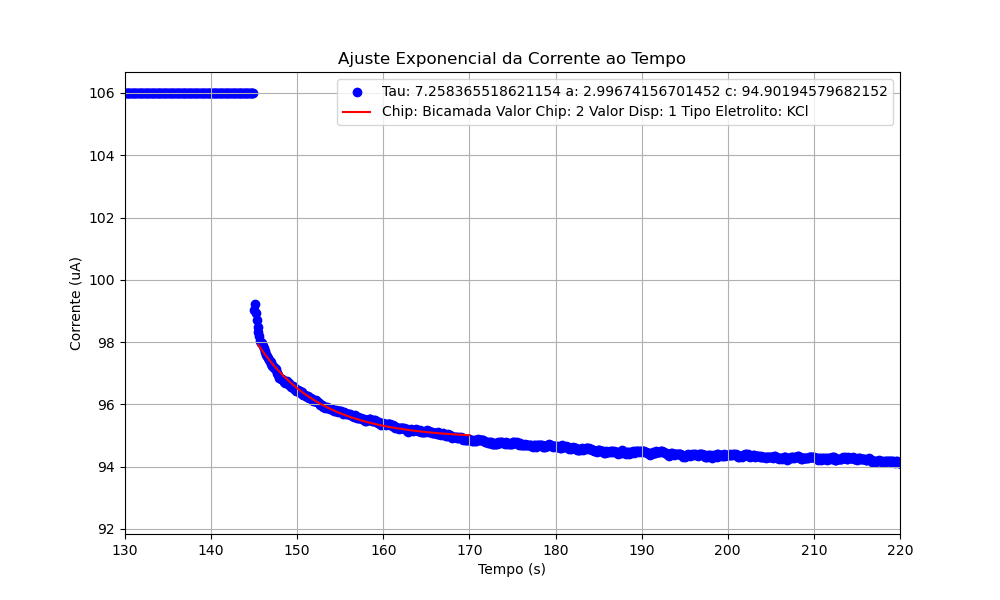 Ajuste Exponencial da Corrente ao Tempo
Tau: 7.258365518621154 a: 2.99674156701452 c: 94.90194579682152
Chip: Bicamada Valor Chip: 2 Valor Disp: 1 Tipo Eletrolito: KCl
Corrente (uA)
106
104
102
100
98
96
94
92
130 140 150 160 170 180 190 200 210 220
Tempo (s)